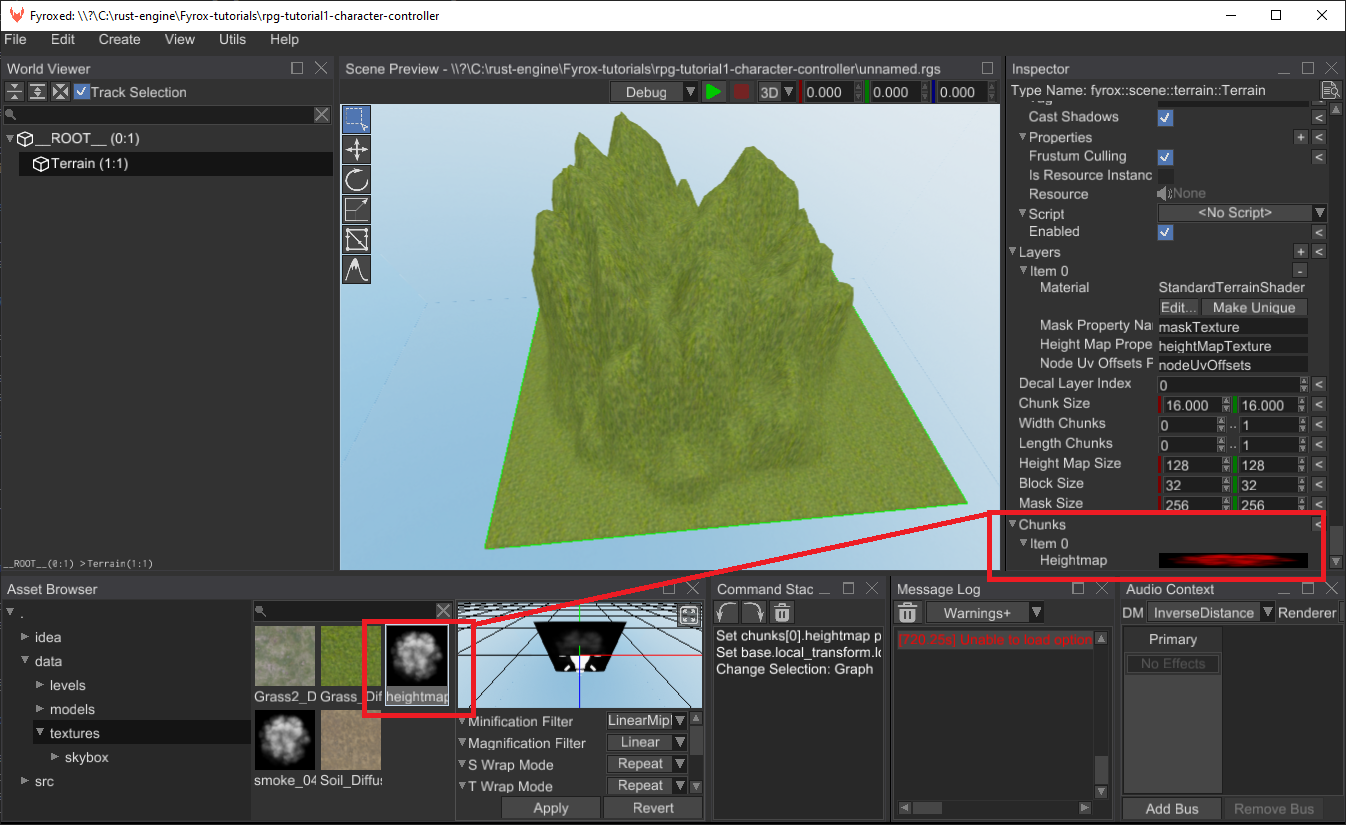 Fyroxed: \\?\C:\rust-engine\Fyrox-tutorials\rpg-tutorial1-character-controller
File Edit Create View Utils Help
World Viewer
Track Selection
__ROOT__ (0:1)
Terrain (1:1)
__ROOT__(0:1) >Terrain(1:1)
Scene Preview - \\?\C:\rust-engine\Fyrox-tutorials\rpg-tutorial1-character-controller\unnamed.rgs
Debug 3D 0.000 0.000 0.000
Inspector
Type Name: fyrox::scene::terrain::Terrain
Cast Shadows <
Properties + <
Frustum Culling <
Is Resource Instanc
Resource None
Script <No Script>
Enabled <
Layers + <
Item 0 -
Material StandardTerrainShader
Edit... Make Unique
Mask Property Na maskTexture
Height Map Prope heightMapTexture
Node Uv Offsets P nodeUvOffsets
Decal Layer Index 0 <
Chunk Size 16.000 16.000 <
Width Chunks 0 .. 1 <
Length Chunks 0 .. 1 <
Height Map Size 128 128 <
Block Size 32 32 <
Mask Size 256 256 <
Chunks <
Item 0
Heightmap
Asset Browser
.
idea
data
levels
models
textures
skybox
src
Grass2_D Grass_Dif heightmap
smoke_04 Soil_Diffus
Minification Filter LinearMipl
Magnification Filter Linear
S Wrap Mode Repeat
T Wrap Mode Repeat
Apply Revert
Command Stac
Set chunks[0].heightmap p
Set base.local_transform.lo
Change Selection: Graph
Message Log
Warnings+
[720.25s] Unable to load option
Audio Context
DM InverseDistance Renderer
Primary
No Effects
Add Bus Remove Bus